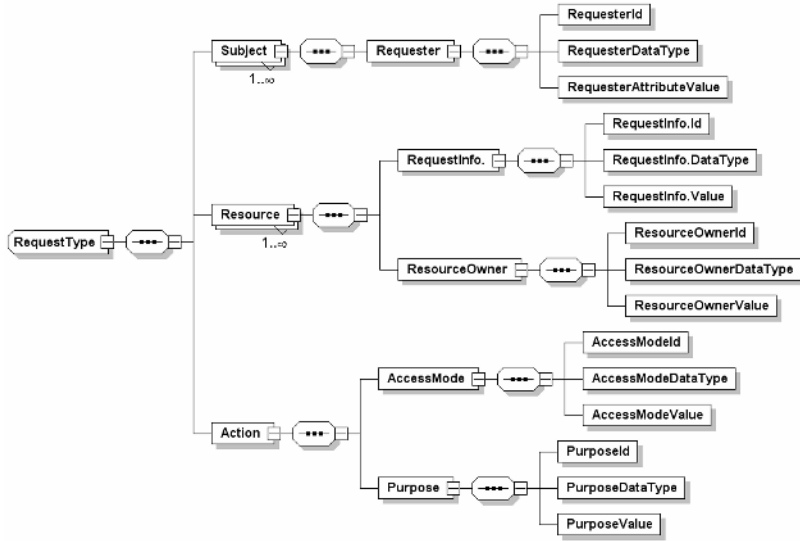 RequesterId
Subject
Requester
RequesterDataType
1..∞
RequesterAttributeValue
RequestInfo.Id
RequestInfo.
RequestInfo.DataType
RequestInfo.Value
Resource
1..∞
RequestType
ResourceOwnerId
ResourceOwner
ResourceOwnerDataType
ResourceOwnerValue
AccessModeId
AccessMode
AccessModeDataType
AccessModeValue
Action
PurposeId
Purpose
PurposeDataType
PurposeValue